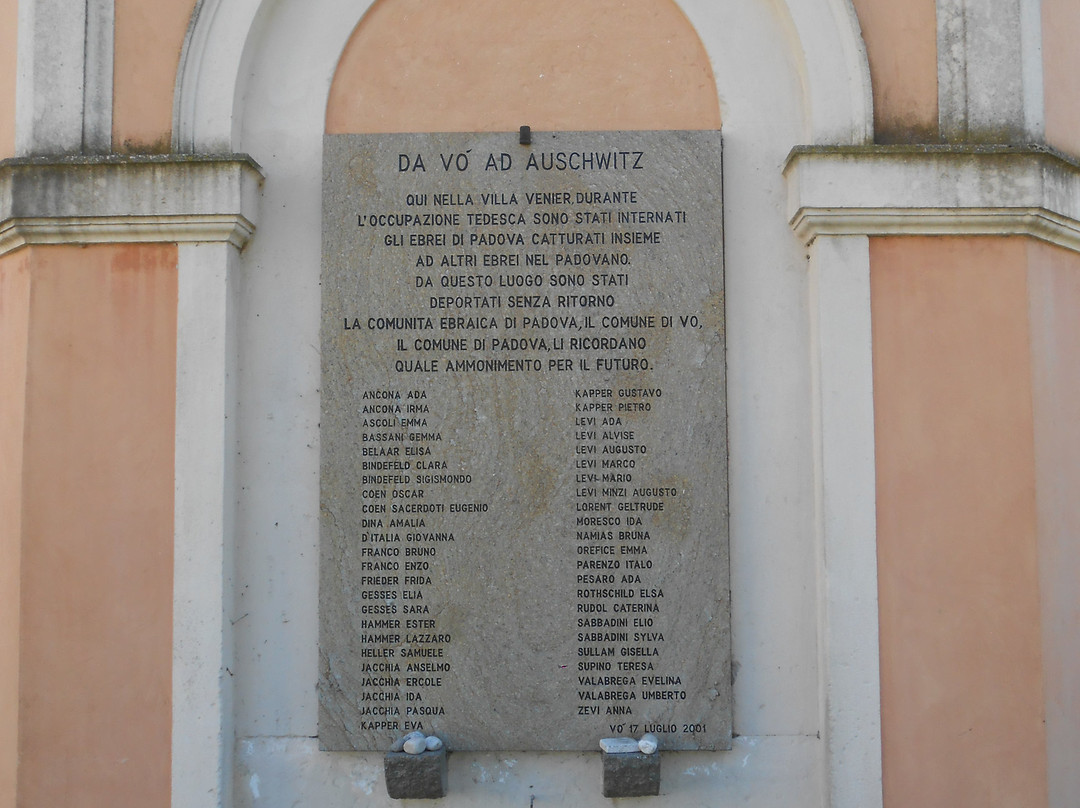 DA VO´ AD AUSCHWITZ
QUI NELLA VILLA VENIER, DURANTE
L'OCCUPAZIONE TEDESCA SONO STATI INTERNATI
GLI EBREI DI PADOVA CATTURATI INSIEME
AD ALTRI EBREI NEL PADOVANO.
DA QUESTO LUOGO SONO STATI
DEPORTATI SENZA RITORNO
LA COMUNITA EBRAICA DI PADOVA, IL COMUNE DI VO,
IL COMUNE DI PADOVA, LI RICORDANO
QUALE AMMONIMENTO PER IL FUTURO.
ANCONA ADA
ANCONA IRMA
ASCOLI EMMA
BASSANI GEMMA
BELAAR ELISA
BINDEFELD CLARA
BINDEFELD SIGISMONDO
COEN OSCAR
COEN SACERDOTI EUGENIO
DINA AMALIA
D'ITALIA GIOVANNA
FRANCO BRUNO
FRANCO ENZO
FRIEDER FRIDA
GESSES ELIA
GESSES SARA
HAMMER ESTER
HAMMER LAZZARO
HELLER SAMUELE
JACCHIA ANSELMO
JACCHIA ERCOLE
JACCHIA IDA
JACCHIA PASQUA
KAPPER EVA
KAPPER GUSTAVO
KAPPER PIETRO
LEVI ADA
LEVI ALVISE
LEVI AUGUSTO
LEVI MARCO
LEVI MARIO
LEVI MINZI AUGUSTO
LORENT GELTRUDE
MORESCO IDA
NAMIAS BRUNA
OREFICE EMMA
PARENZO ITALO
PESARO ADA
ROTHSCHILD ELSA
RUDOL CATERINA
SABBADINI ELIO
SABBADINI SYLVA
SULLAM GISELLA
SUPINO TERESA
VALABREGA EVELINA
VALABREGA UMBERTO
ZEVI ANNA
VO´ 17 LUGLIO 2001